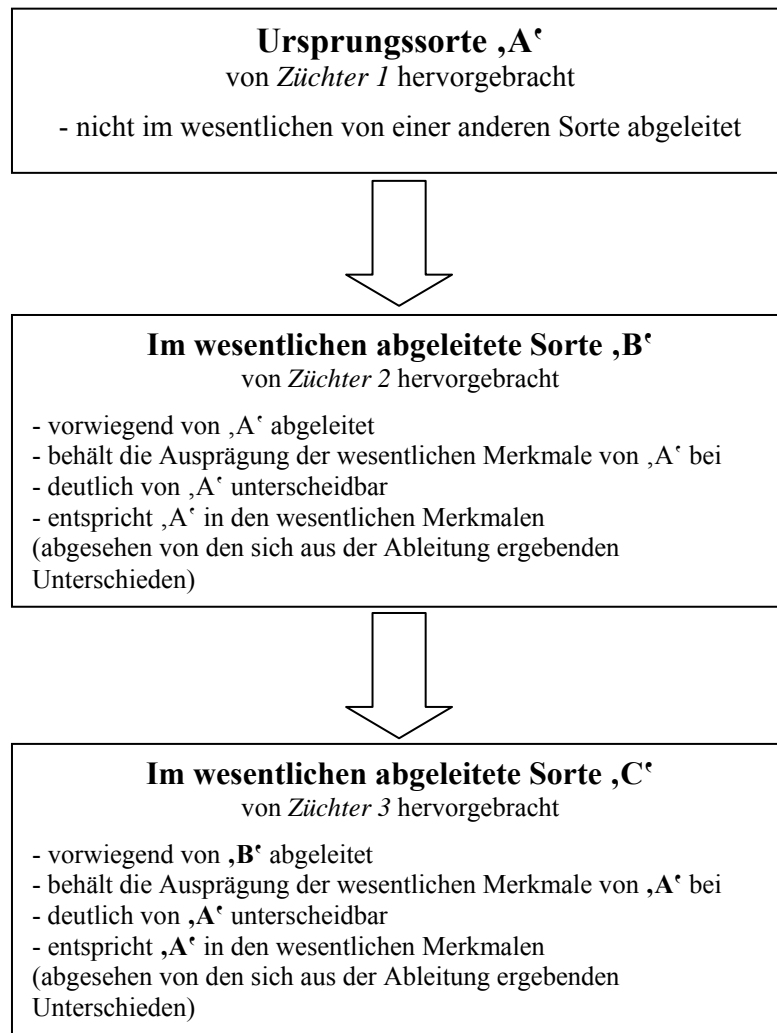 Ursprungssorte ‚A‛
von Züchter 1 hervorgebracht
- nicht im wesentlichen von einer anderen Sorte abgeleitet
Im wesentlichen abgeleitete Sorte ‚B‛
von Züchter 2 hervorgebracht
- vorwiegend von ‚A‛ abgeleitet
- behält die Ausprägung der wesentlichen Merkmale von ‚A‛ bei
- deutlich von ‚A‛ unterscheidbar
- entspricht ‚A‛ in den wesentlichen Merkmalen
(abgesehen von den sich aus der Ableitung ergebenden
Unterschieden)
Im wesentlichen abgeleitete Sorte ‚C‛
von Züchter 3 hervorgebracht
- vorwiegend von ‚B‛ abgeleitet
- behält die Ausprägung der wesentlichen Merkmale von ‚A‛ bei
- deutlich von ‚A‛ unterscheidbar
- entspricht ‚A‛ in den wesentlichen Merkmalen
(abgesehen von den sich aus der Ableitung ergebenden
Unterschieden)